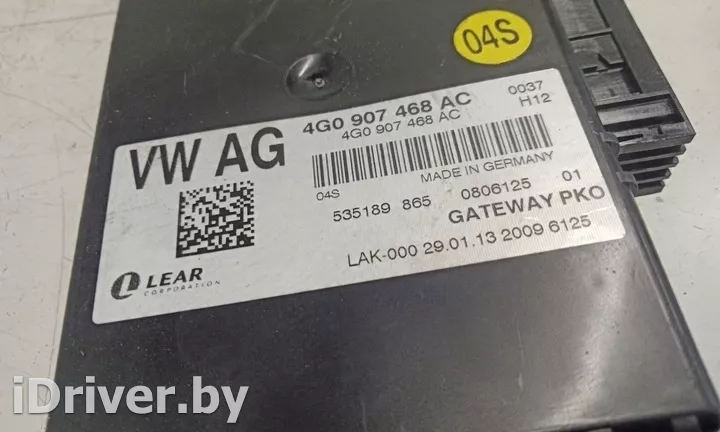 04S
VW AG
4G0 907 468 AC
4G0 907 468 AC
0037
H12
04S
MADE IN GERMANY
535189 865 0806125 01
GATEWAY PKO
LEAR
CORPORATION
LAK-000 29.01.13 2009 6125
iDriver.by